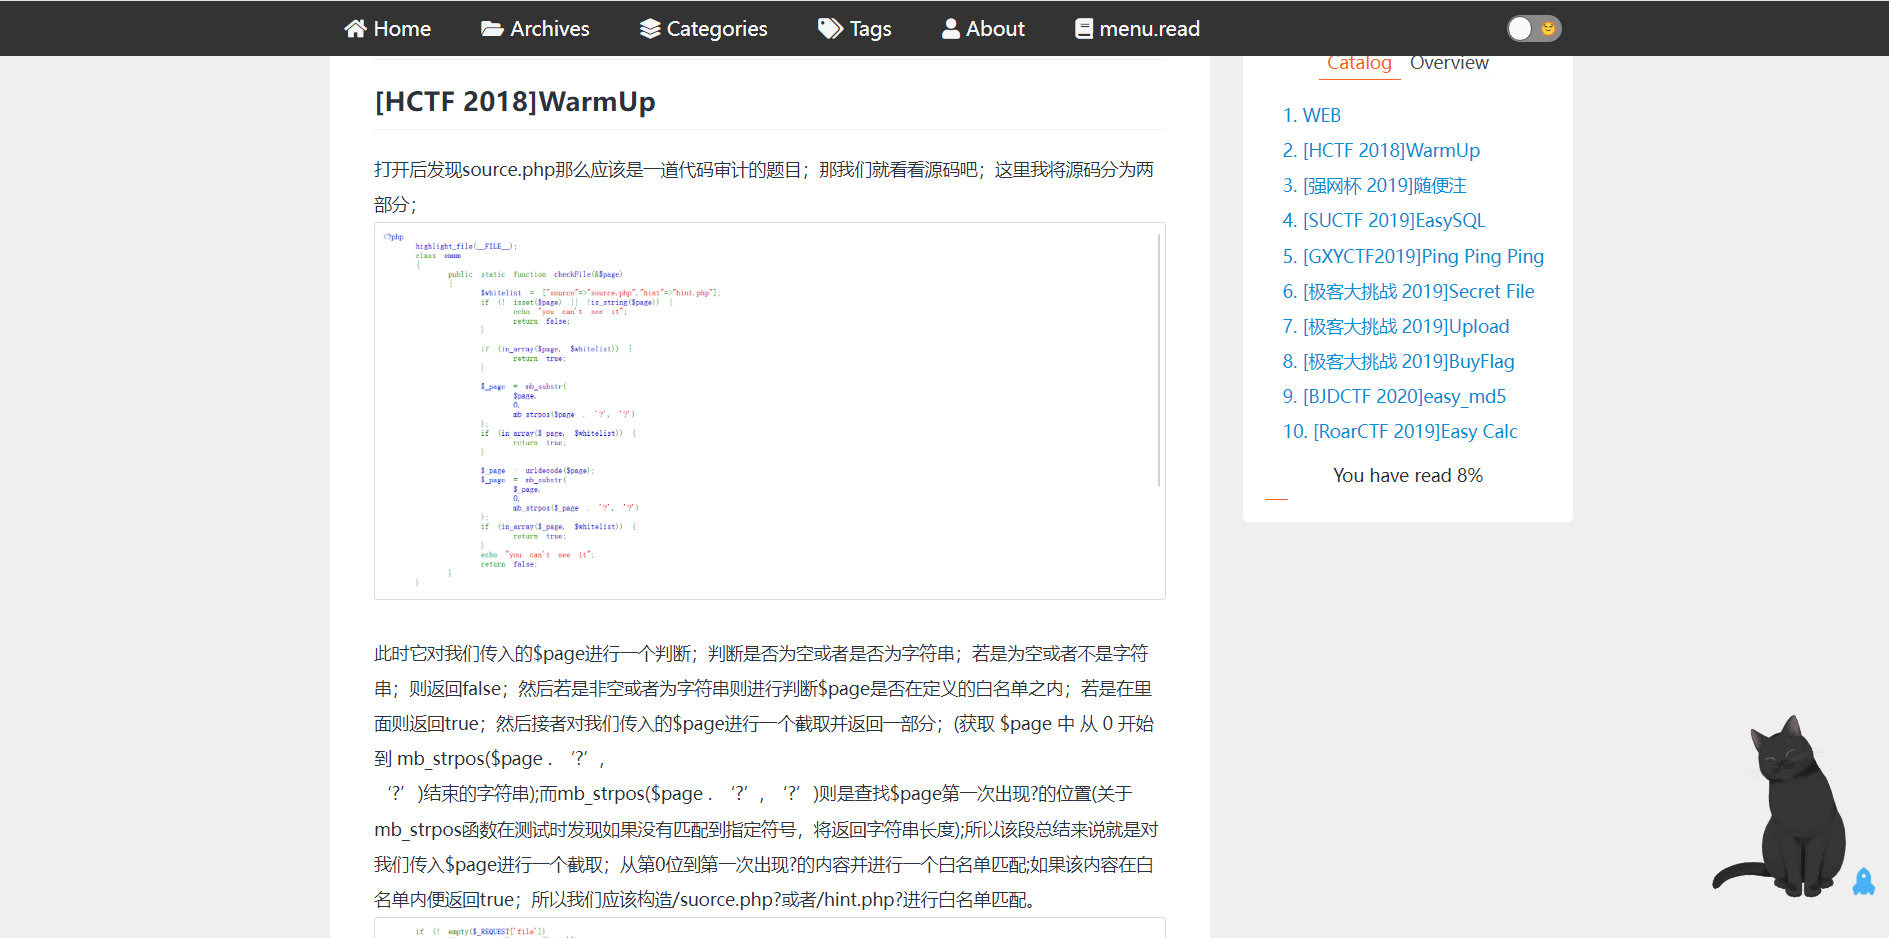 Home Archives Categories Tags About menu.read
Catalog Overview
[HCTF 2018]WarmUp
打开后发现source.php那么应该是一道代码审计的题目；那我们就看看源码吧；这里我将源码分为两
部分；
<?php
highlight_file(__FILE__);
class emmm
{
public static function checkFile(&$page)
{
$whitelist = ["source"=>"source.php","hint"=>"hint.php"];
if (! isset($page) || !is_string($page)) {
echo "you can't see it";
return false;
}
if (in_array($page, $whitelist)) {
return true;
}
$_page = mb_substr(
$page,
0,
mb_strpos($page . '?', '?')
);
if (in_array($_page, $whitelist)) {
return true;
}
$_page = urldecode($page);
$_page = mb_substr(
$_page,
0,
mb_strpos($_page . '?', '?')
);
if (in_array($_page, $whitelist)) {
return true;
}
echo "you can't see it";
return false;
}
}
此时它对我们传入的$page进行一个判断；判断是否为空或者是否为字符串；若是为空或者不是字符
串；则返回false；然后若是非空或者为字符串则进行判断$page是否在定义的白名单之内；若是在里
面则返回true；然后接者对我们传入的$page进行一个截取并返回一部分；(获取 $page 中 从 0 开始
到 mb_strpos($page . ‘?’,
‘?’)结束的字符串);而mb_strpos($page . ‘?’, ‘?’)则是查找$page第一次出现?的位置(关于
mb_strpos函数在测试时发现如果没有匹配到指定符号，将返回字符串长度);所以该段总结来说就是对
我们传入$page进行一个截取；从第0位到第一次出现?的内容并进行一个白名单匹配;如果该内容在白
名单内便返回true；所以我们应该构造/suorce.php?或者/hint.php?进行白名单匹配。
if (! empty($_REQUEST['file'])
1. WEB
2. [HCTF 2018]WarmUp
3. [强网杯 2019]随便注
4. [SUCTF 2019]EasySQL
5. [GXYCTF2019]Ping Ping Ping
6. [极客大挑战 2019]Secret File
7. [极客大挑战 2019]Upload
8. [极客大挑战 2019]BuyFlag
9. [BJDCTF 2020]easy_md5
10. [RoarCTF 2019]Easy Calc
You have read 8%